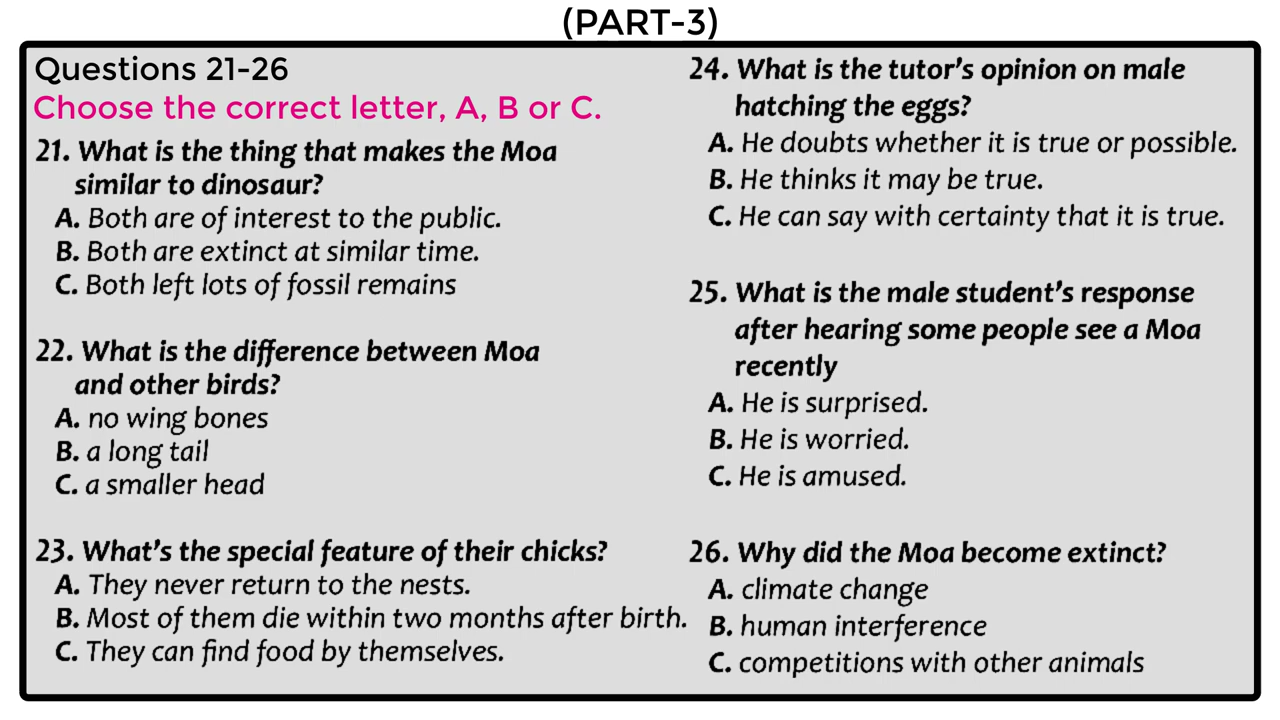 (PART-3)
Questions 21-26
Choose the correct letter, A, B or C.
21. What is the thing that makes the Moa
similar to dinosaur?
A. Both are of interest to the public.
B. Both are extinct at similar time.
C. Both left lots of fossil remains
22. What is the difference between Moa
and other birds?
A. no wing bones
B. a long tail
C. a smaller head
23. What's the special feature of their chicks?
A. They never return to the nests.
B. Most of them die within two months after birth.
C. They can find food by themselves.
24. What is the tutor's opinion on male
hatching the eggs?
A. He doubts whether it is true or possible.
B. He thinks it may be true.
C. He can say with certainty that it is true.
25. What is the male student's response
after hearing some people see a Moa
recently
A. He is surprised.
B. He is worried.
C. He is amused.
26. Why did the Moa become extinct?
A. climate change
B. human interference
C. competitions with other animals